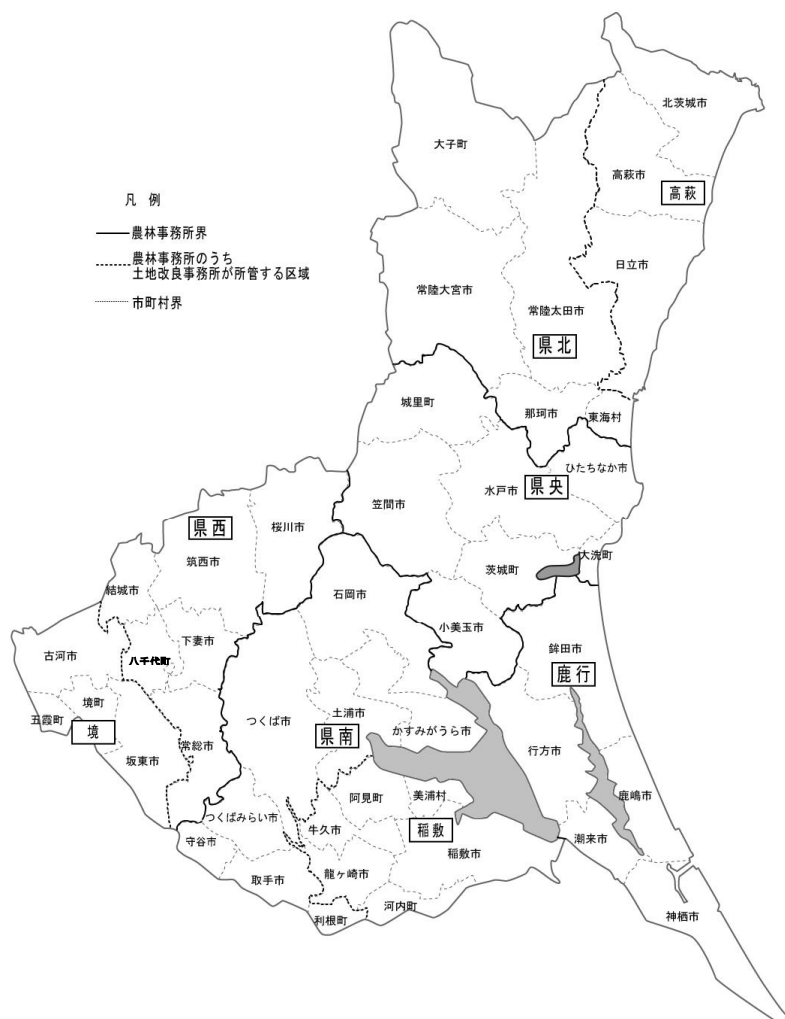 北茨城市
大子町
高萩市
高萩
凡 例
農林事務所界
農林事務所のうち
土地改良事務所が所管する区域
市町村界
日立市
常陸大宮市
常陸太田市
県北
城里町
那珂市
東海村
ひたちなか市
水戸市
県央
笠間市
県西
桜川市
筑西市
茨城町
大洗町
結城市
石岡市
小美玉市
下妻市
八千代町
古河市
鉾田市
鹿行
境町
五霞町
境
つくば市
土浦市
県南
かすみがうら市
常総市
行方市
坂東市
阿見町
美浦村
鹿嶋市
つくばみらい市
牛久市
稲敷
守谷市
稲敷市
潮来市
取手市
龍ヶ崎市
河内町
利根町
神栖市